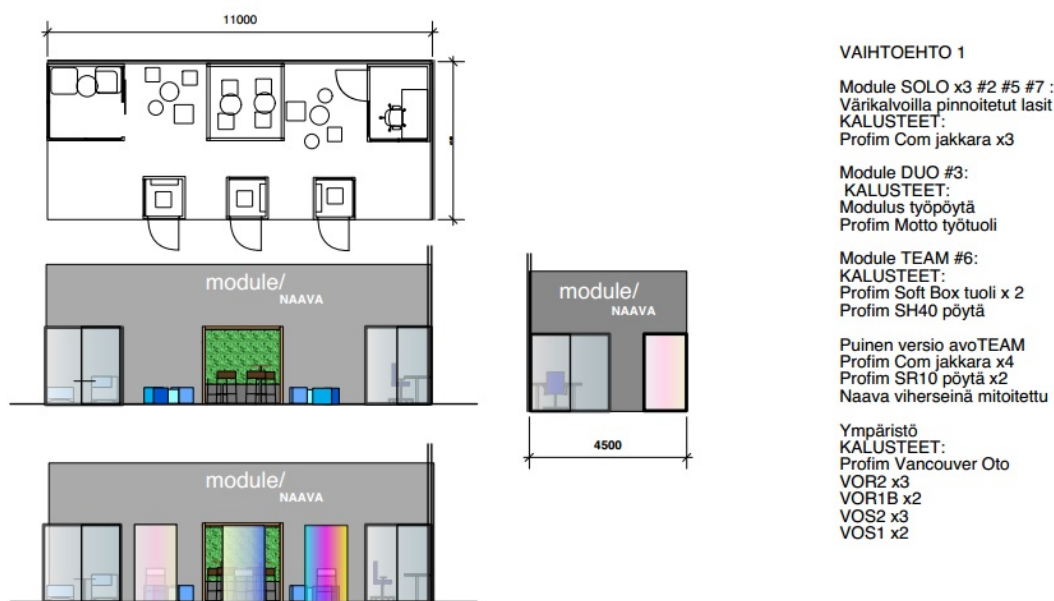 11000
module/
NAAVA
module/
NAAVA
4500
module/
NAAVA
VAIHTOEHTO 1
Module SOLO x3 #2 #5 #7 :
Värikalvoilla pinnoitetut lasit
KALUSTEET:
Profim Com jakkara x3
Module DUO #3:
KALUSTEET:
Modulus työpöytä
Profim Motto työtuoli
Module TEAM #6:
KALUSTEET:
Profim Soft Box tuoli x 2
Profim SH40 pöytä
Puinen versio avoTEAM
Profim Com jakkara x4
Profim SR10 pöytä x2
Naava viherseinä mitoitettu
Ympäristö
KALUSTEET:
Profim Vancouver Oto
VOR2 x3
VOR1B x2
VOS2 x3
VOS1 x2